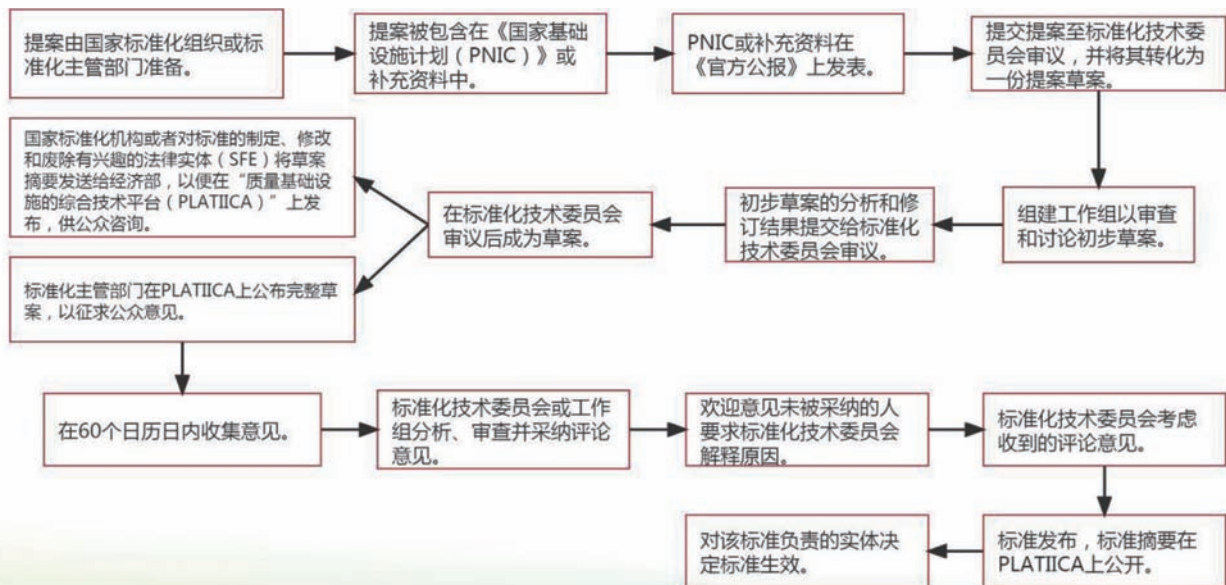 提案由国家标准化组织或标
准化主管部门准备。
提案被包含在《国家基础
设施计划（PNIC）》或
补充资料中。
PNIC或补充资料在
《官方公报》上发表。
提交提案至标准化技术委
员会审议，并将其转化为
一份提案草案。
组建工作组以审查
和讨论初步草案。
初步草案的分析和修
订结果提交给标准化
技术委员会审议。
在标准化技术委员会
审议后成为草案。
国家标准化机构或者对标准的制定、修改
和废除有兴趣的法律实体（SFE）将草案
摘要发送给经济部，以便在“质量基础设
施的综合技术平台（PLATIICA）”上发
布，供公众咨询。
标准化主管部门在PLATIICA上公布完整草
案，以征求公众意见。
在60个日历日内收集意见。
标准化技术委员会或工作
组分析、审查并采纳评论
意见。
欢迎意见未被采纳的人
要求标准化技术委员会
解释原因。
标准化技术委员会考虑
收到的评论意见。
标准发布，标准摘要在
PLATIICA上公开。
对该标准负责的实体决
定标准生效。